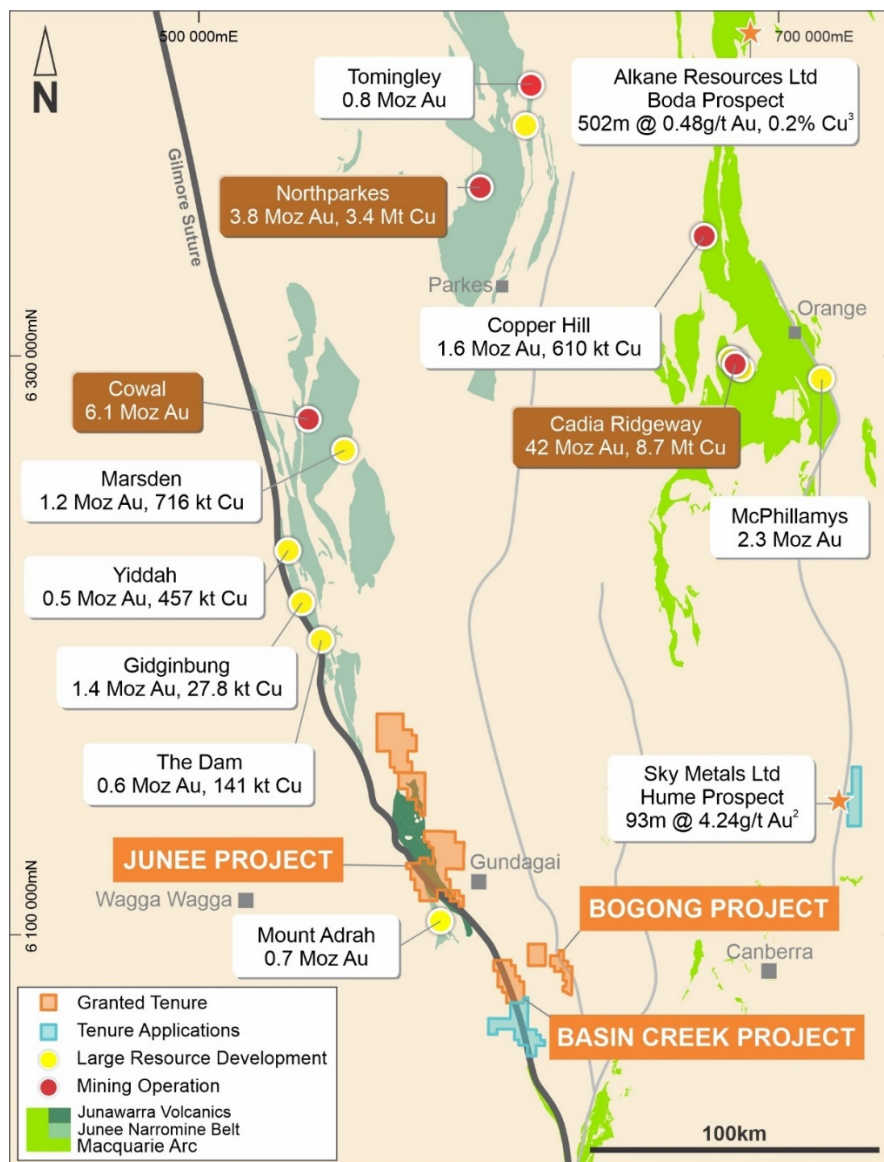 500 000mE
700 000mE
N
Tomingley
0.8 Moz Au
Alkane Resources Ltd
Boda Prospect
502m @ 0.48g/t Au, 0.2% Cu³
Gilmore Suture
Northparkes
3.8 Moz Au, 3.4 Mt Cu
Parkes
Copper Hill
1.6 Moz Au, 610 kt Cu
Orange
6 300 000mN
Cowal
6.1 Moz Au
Cadia Ridgeway
42 Moz Au, 8.7 Mt Cu
Marsden
1.2 Moz Au, 716 kt Cu
McPhillamys
2.3 Moz Au
Yiddah
0.5 Moz Au, 457 kt Cu
Gidginbung
1.4 Moz Au, 27.8 kt Cu
The Dam
0.6 Moz Au, 141 kt Cu
Sky Metals Ltd
Hume Prospect
93m @ 4.24g/t Au²
JUNEE PROJECT
Gundagai
Wagga Wagga
BOGONG PROJECT
6 100 000mN
Mount Adrah
0.7 Moz Au
Canberra
BASIN CREEK PROJECT
Granted Tenure
Tenure Applications
Large Resource Development
Mining Operation
Junawarra Volcanics
Junee Narromine Belt
Macquarie Arc
100km